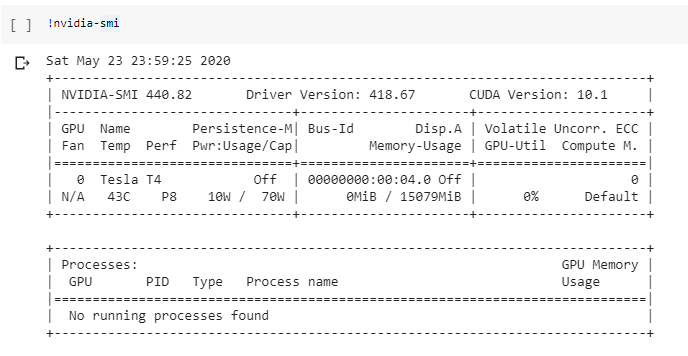 [ ] !nvidia-smi
Sat May 23 23:59:25 2020
+-----------------------------------------------------------------------------+
| NVIDIA-SMI 440.82       Driver Version: 418.67       CUDA Version: 10.1     |
|-------------------------------+----------------------+----------------------+
| GPU  Name        Persistence-M| Bus-Id        Disp.A | Volatile Uncorr. ECC |
| Fan  Temp  Perf  Pwr:Usage/Cap|         Memory-Usage | GPU-Util  Compute M. |
|===============================+======================+======================|
|   0  Tesla T4            Off  | 00000000:00:04.0 Off |                    0 |
| N/A   43C    P8    10W /  70W |      0MiB / 15079MiB |      0%      Default |
+-------------------------------+----------------------+----------------------+

+-----------------------------------------------------------------------------+
| Processes:                                                       GPU Memory |
|  GPU       PID   Type   Process name                             Usage      |
|=============================================================================|
|  No running processes found                                                 |
+-----------------------------------------------------------------------------+